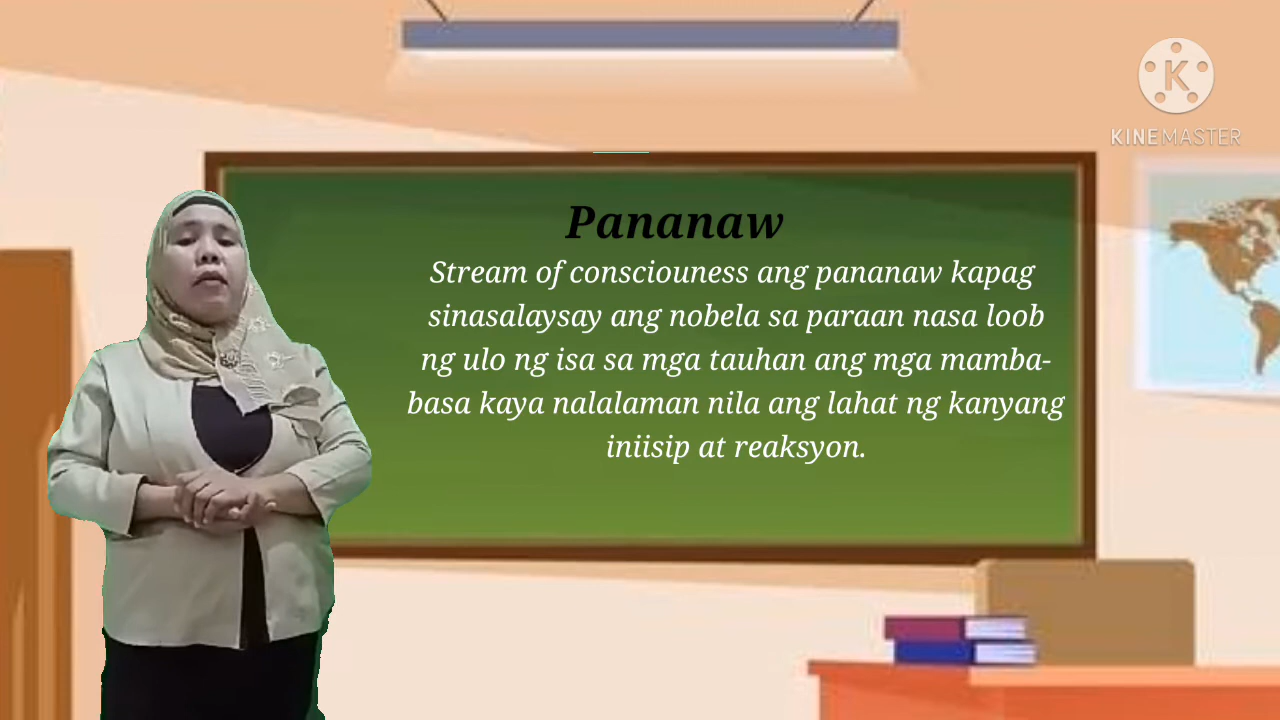 KINEMASTER
Pananaw
Stream of consciouness ang pananaw kapag
sinasalaysay ang nobela sa paraan nasa loob
ng ulo ng isa sa mga tauhan ang mga mamba-
basa kaya nalalaman nila ang lahat ng kanyang
iniisip at reaksyon.